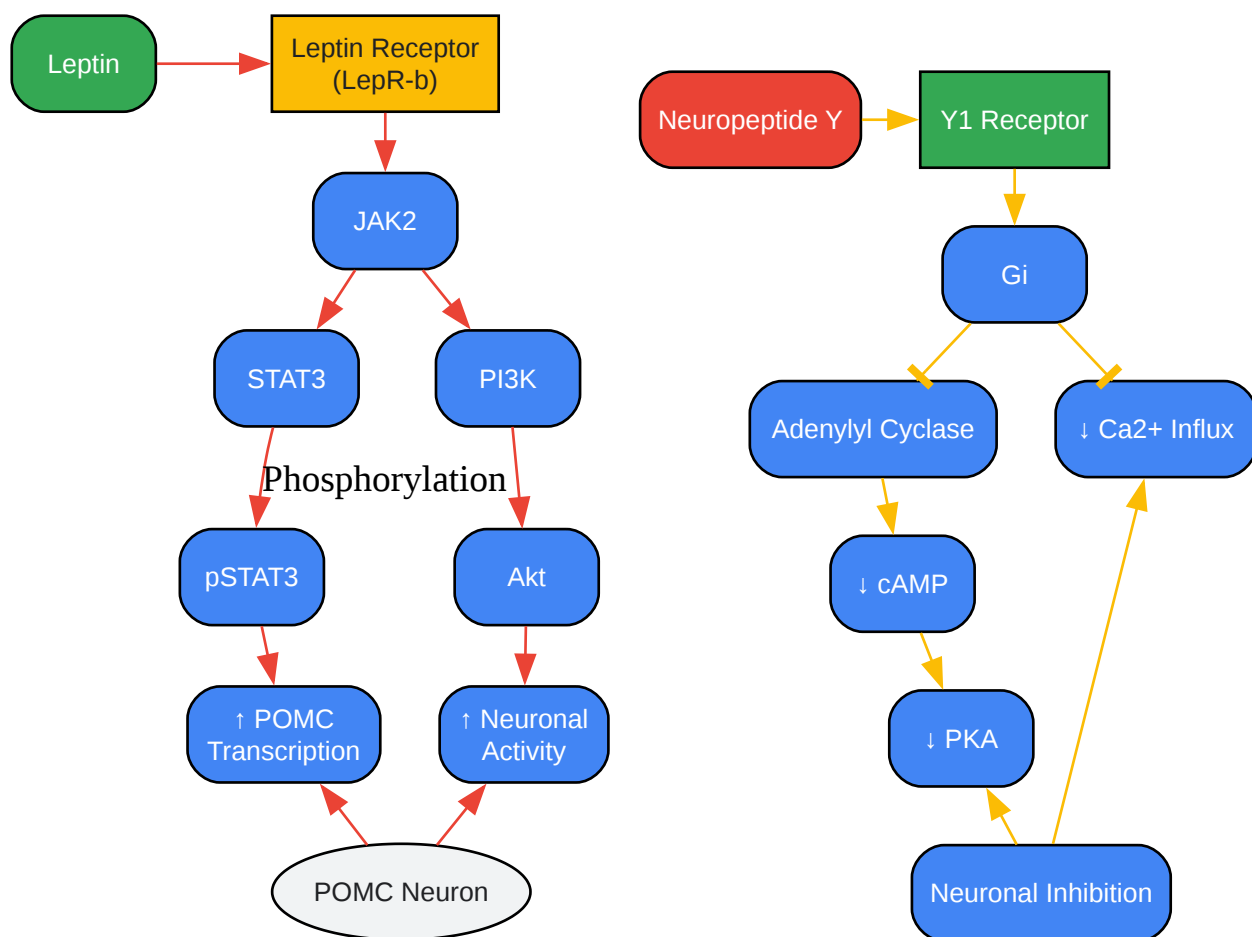 Leptin
Leptin Receptor
(LepR-b)
JAK2
STAT3
PI3K
Phosphorylation
pSTAT3
Akt
↑ POMC
Transcription
↑ Neuronal
Activity
POMC Neuron
Neuropeptide Y
Y1 Receptor
Gi
Adenylyl Cyclase
↓ Ca2+ Influx
↓ cAMP
↓ PKA
Neuronal Inhibition